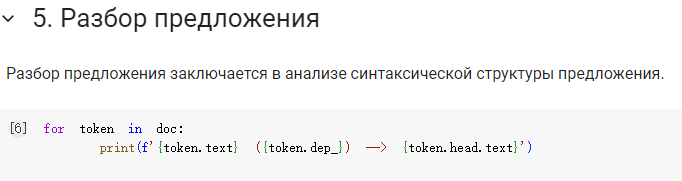 5. Разбор предложения
Разбор предложения заключается в анализе синтаксической структуры предложения.
[6] for token in doc:
print(f'{token.text} ({token.dep_}) —> {token.head.text}')